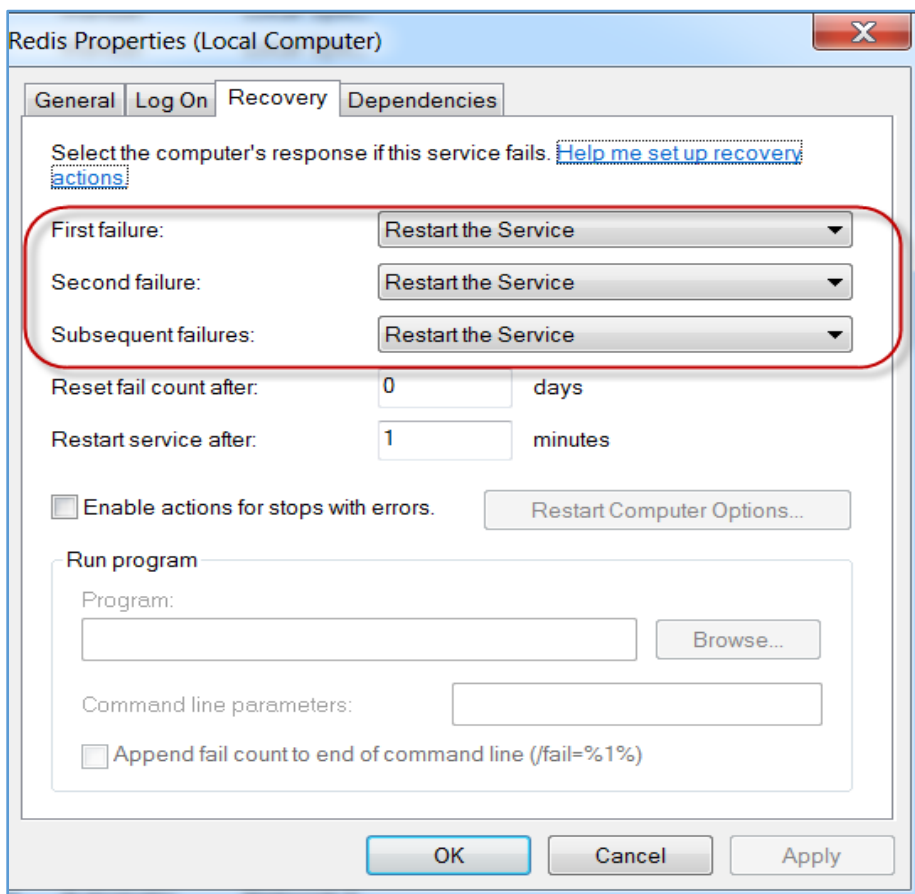 Redis Properties (Local Computer)
General Log On Recovery Dependencies
Select the computer's response if this service fails. Help me set up recovery
actions.
First failure: Restart the Service
Second failure: Restart the Service
Subsequent failures: Restart the Service
Reset fail count after: 0 days
Restart service after: 1 minutes
Enable actions for stops with errors. Restart Computer Options...
Run program
Program:
Browse...
Command line parameters:
Append fail count to end of command line (/fail=%1%)
OK Cancel Apply